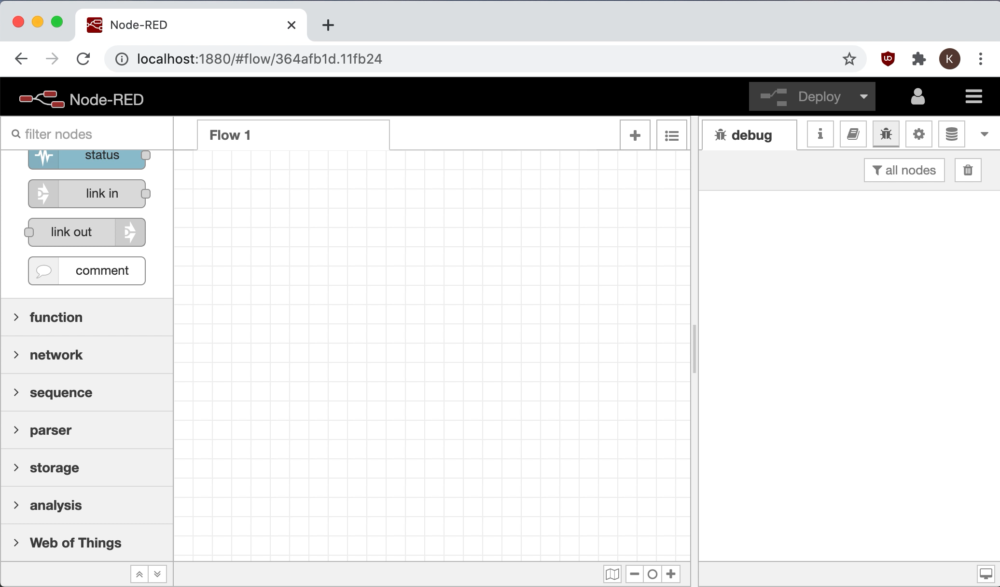 Node-RED
localhost:1880/#flow/364afb1d.11fb24
K
Node-RED
Deploy
filter nodes
status
link in
link out
comment
function
network
sequence
parser
storage
analysis
Web of Things
Flow 1
debug
all nodes